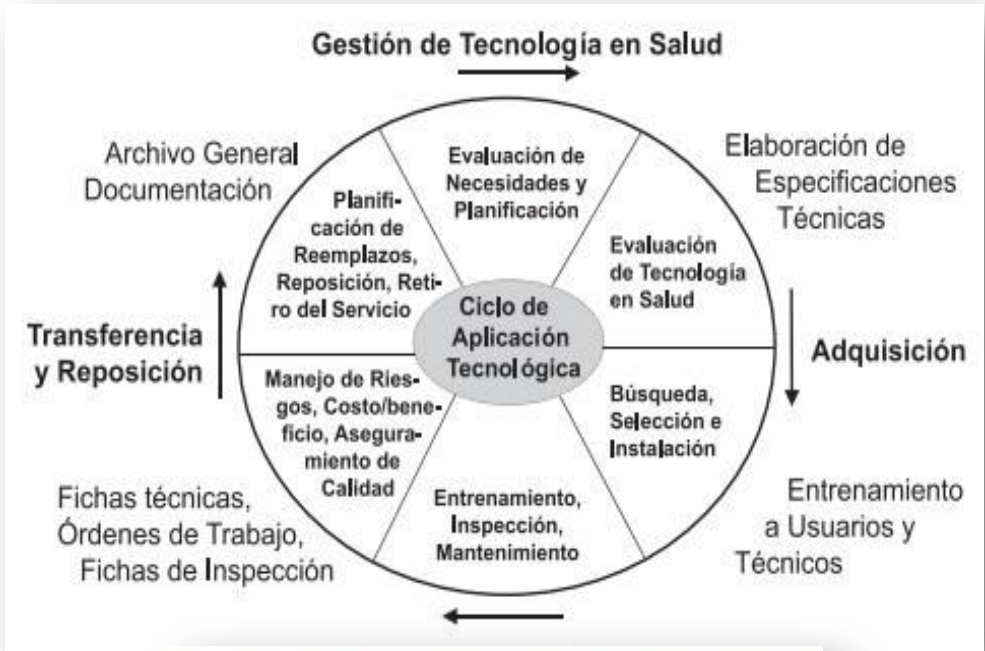 Gestión de Tecnología en Salud
Archivo General
Documentación
Elaboración de
Especificaciones
Técnicas
Evaluación de
Necesidades y
Planificación
Planifi-
cación de
Reemplazos,
Reposición, Reti-
ro del Servicio
Evaluación
de Tecnología
en Salud
Ciclo de
Aplicación
Tecnológica
Transferencia
y Reposición
Adquisición
Manejo de Ries-
gos, Costo/bene-
ficio, Asegura-
miento de
Calidad
Búsqueda,
Selección e
Instalación
Entrenamiento,
Inspección,
Mantenimiento
Fichas técnicas,
Órdenes de Trabajo,
Fichas de Inspección
Entrenamiento
a Usuarios y
Técnicos